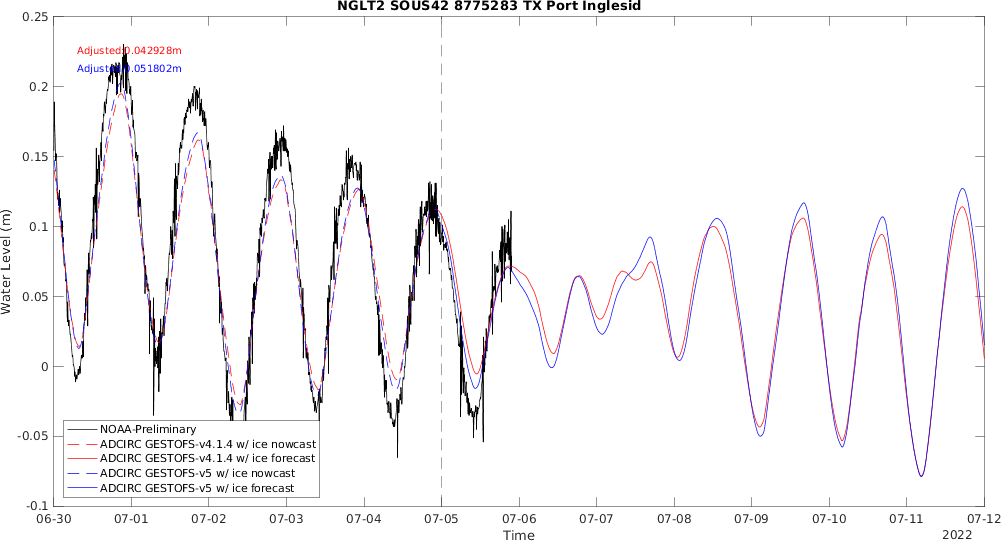 NGLT2 SOUS42 8775283 TX Port Inglesid
Adjusted:0.042928m
Adjusted:0.051802m
Water Level (m)
0.25
0.2
0.15
0.1
0.05
0
-0.05
-0.1
NOAA-Preliminary
ADCIRC GESTOFS-v4.1.4 w/ ice nowcast
ADCIRC GESTOFS-v4.1.4 w/ ice forecast
ADCIRC GESTOFS-v5 w/ ice nowcast
ADCIRC GESTOFS-v5 w/ ice forecast
06-30 07-01 07-02 07-03 07-04 07-05 07-06 07-07 07-08 07-09 07-10 07-11 07-12
Time
2022